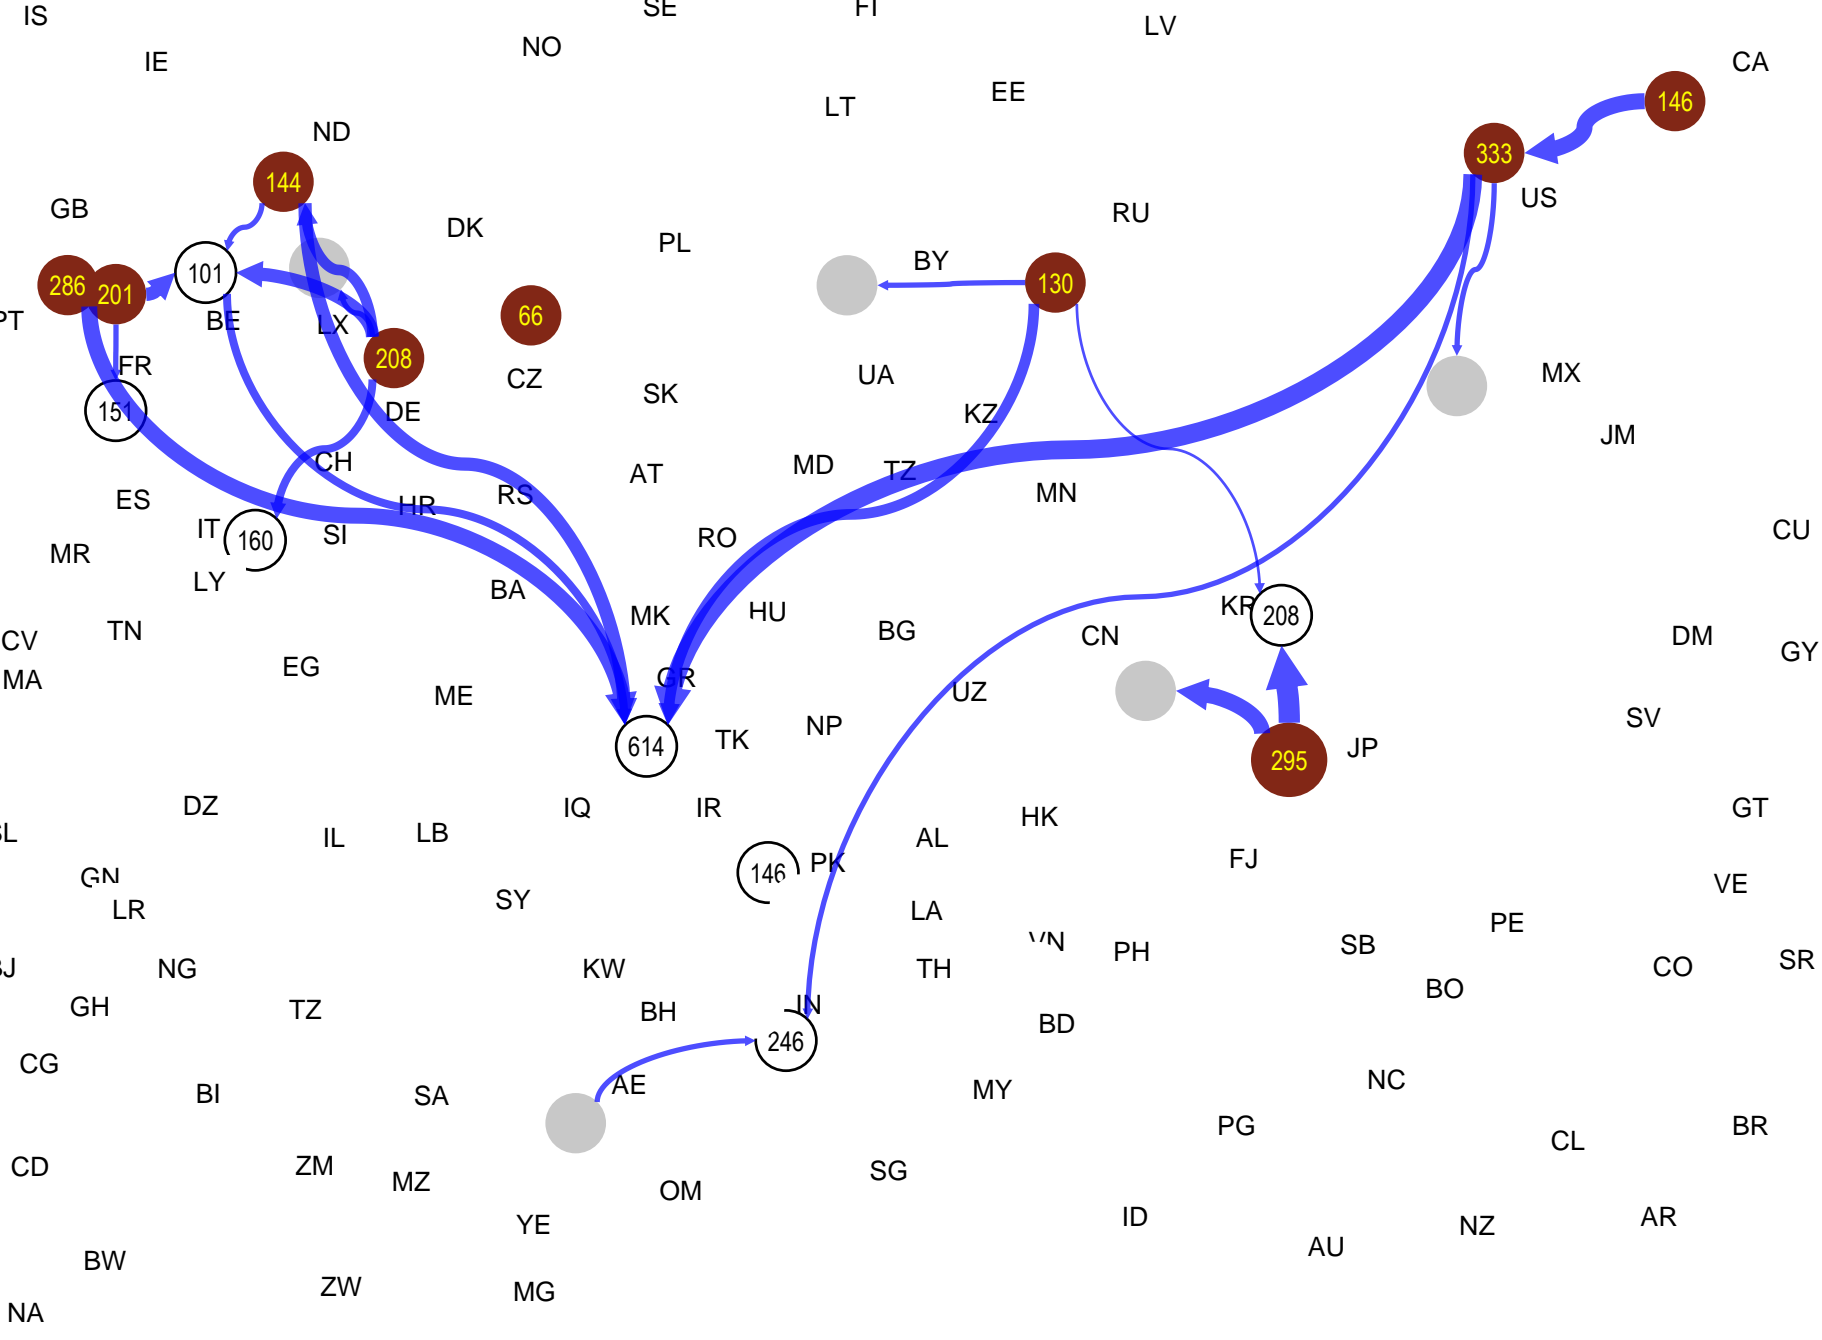 IS
SE
FI
LV
NO
IE
CA
EE
146
LT
ND
333
144
US
GB
RU
DK
PL
BY
101
286
201
130
66
PT
BE
LX
208
FR
CZ
UA
SK
MX
151
DE
KZ
JM
CH
AT
MD
TZ
ES
HR
RS
MN
IT
160
SI
RO
CU
MR
LY
BA
KR
208
MK
HU
BG
CN
TN
CV
DM
GY
EG
MA
GR
ME
UZ
SV
NP
614
TK
JP
295
DZ
IQ
IR
GT
HK
IL
LB
AL
FJ
PK
146
GN
VE
SY
LR
LA
PE
VN
PH
SB
NG
KW
TH
CO
SR
BO
GH
TZ
BH
IN
BD
246
CG
AE
NC
BI
SA
MY
PG
BR
CL
CD
ZM
MZ
SG
OM
YE
ID
AR
NZ
AU
BW
ZW
MG
NA